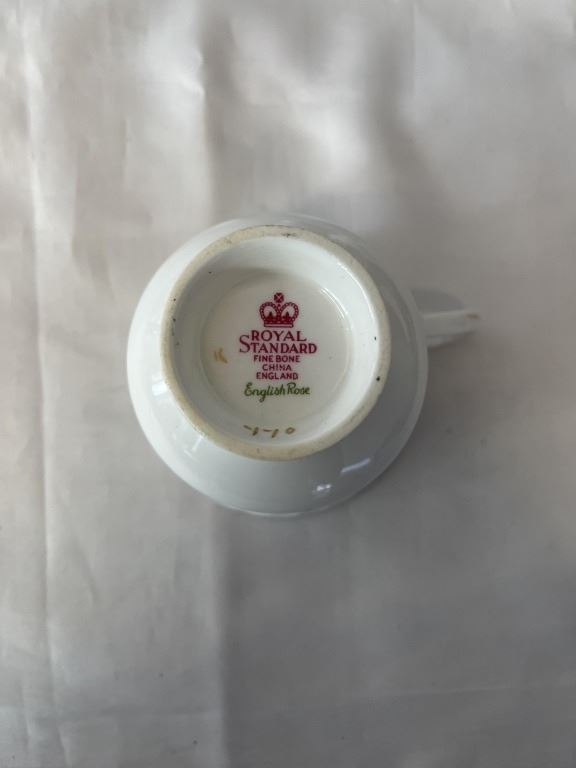 ROYAL
STANDARD
FINE BONE
CHINA
ENGLAND
English Rose